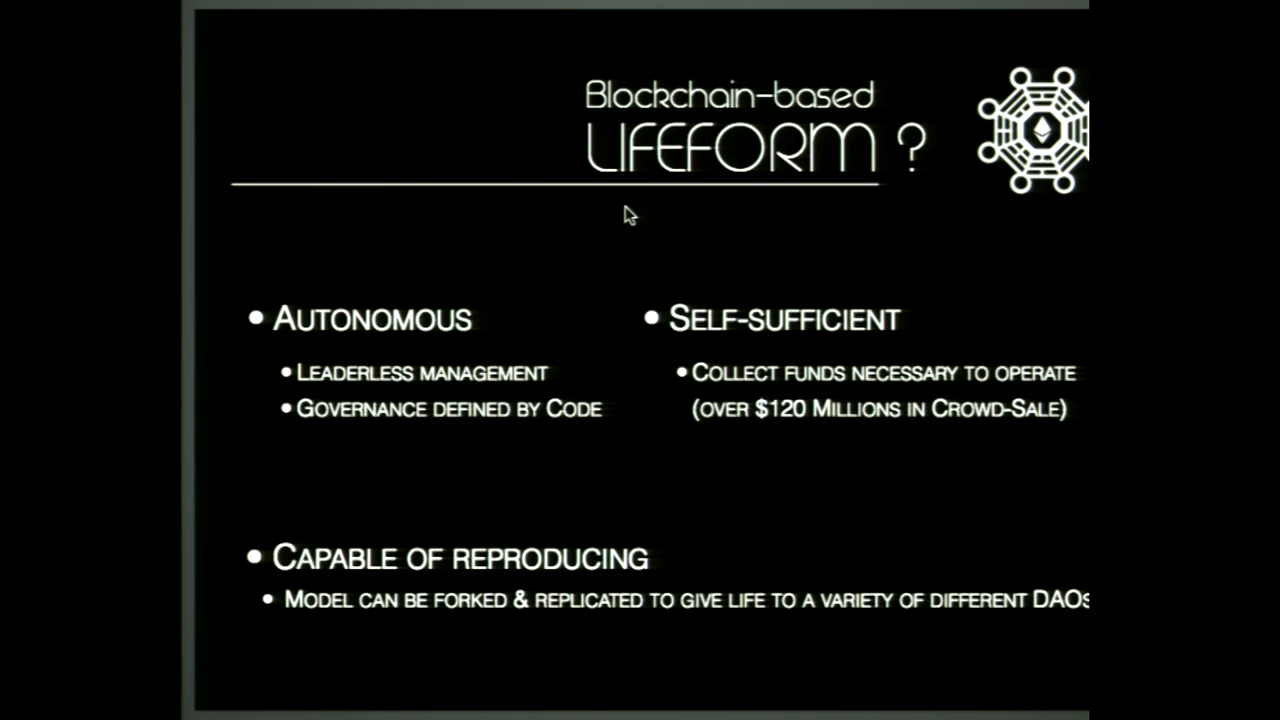 Blockchain-based
LIFEFORM ?
• AUTONOMOUS
• LEADERLESS MANAGEMENT
• GOVERNANCE DEFINED BY CODE
• SELF-SUFFICIENT
• COLLECT FUNDS NECESSARY TO OPERATE
(OVER $120 MILLIONS IN CROWD-SALE)
• CAPABLE OF REPRODUCING
• MODEL CAN BE FORKED & REPLICATED TO GIVE LIFE TO A VARIETY OF DIFFERENT DAOs